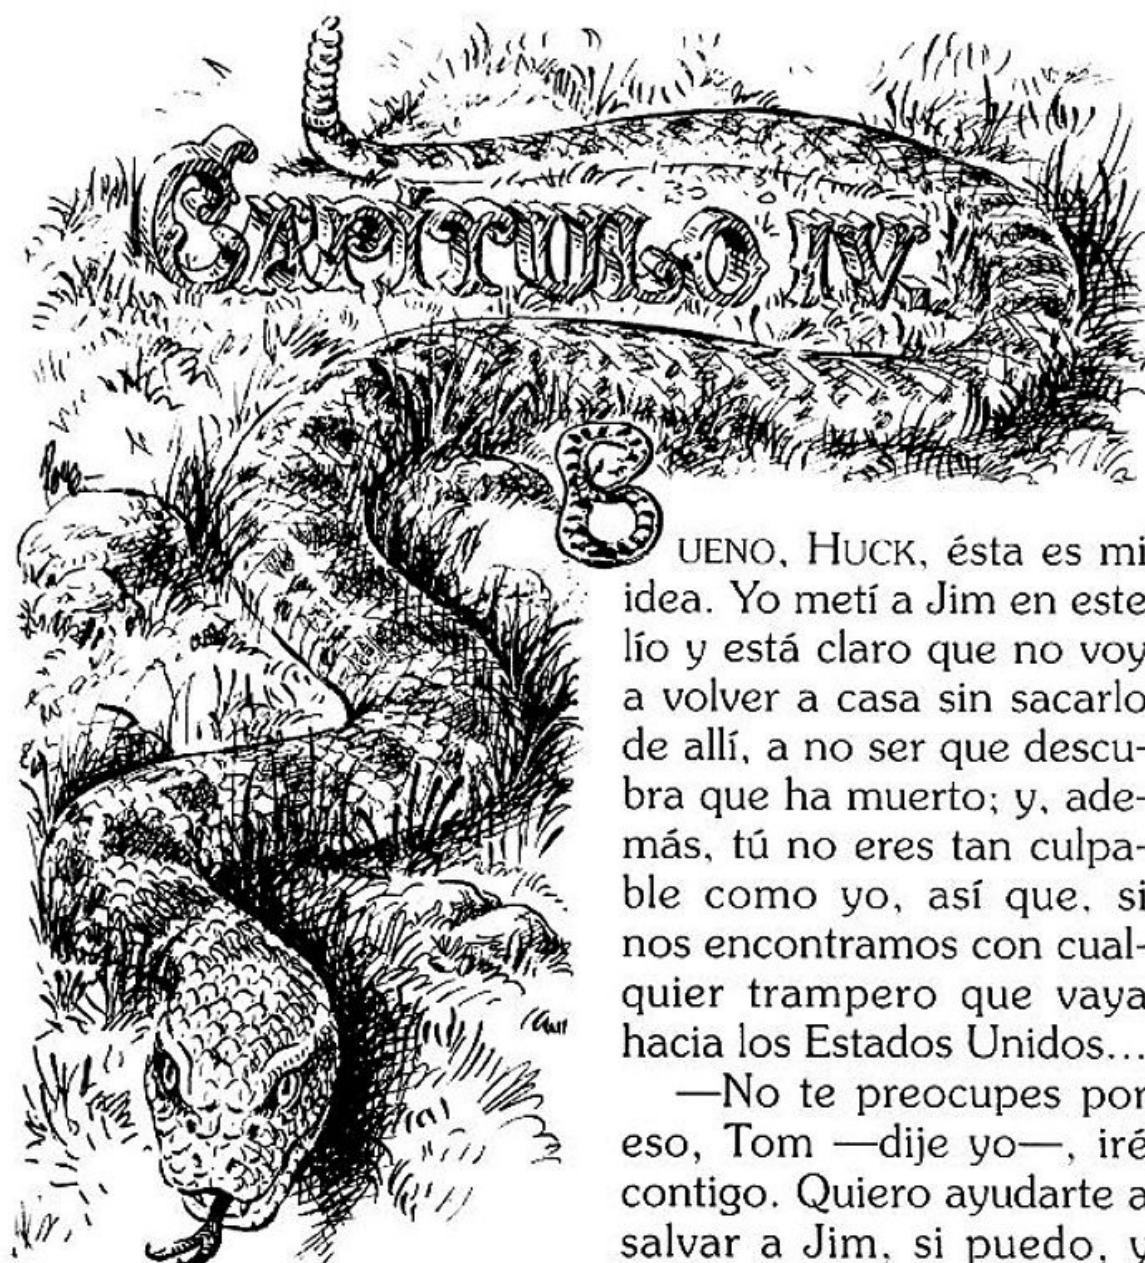 CAPÍTULO IV.
BUENO, HUCK, ésta es mi
idea. Yo metí a Jim en este
lío y está claro que no voy
a volver a casa sin sacarlo
de allí, a no ser que descu-
bra que ha muerto; y, ade-
más, tú no eres tan culpa-
ble como yo, así que, si
nos encontramos con cual-
quier trampero que vaya
hacia los Estados Unidos...
—No te preocupes por
eso, Tom —dije yo—, iré
contigo. Quiero ayudarte a
salvar a Jim, si puedo, y